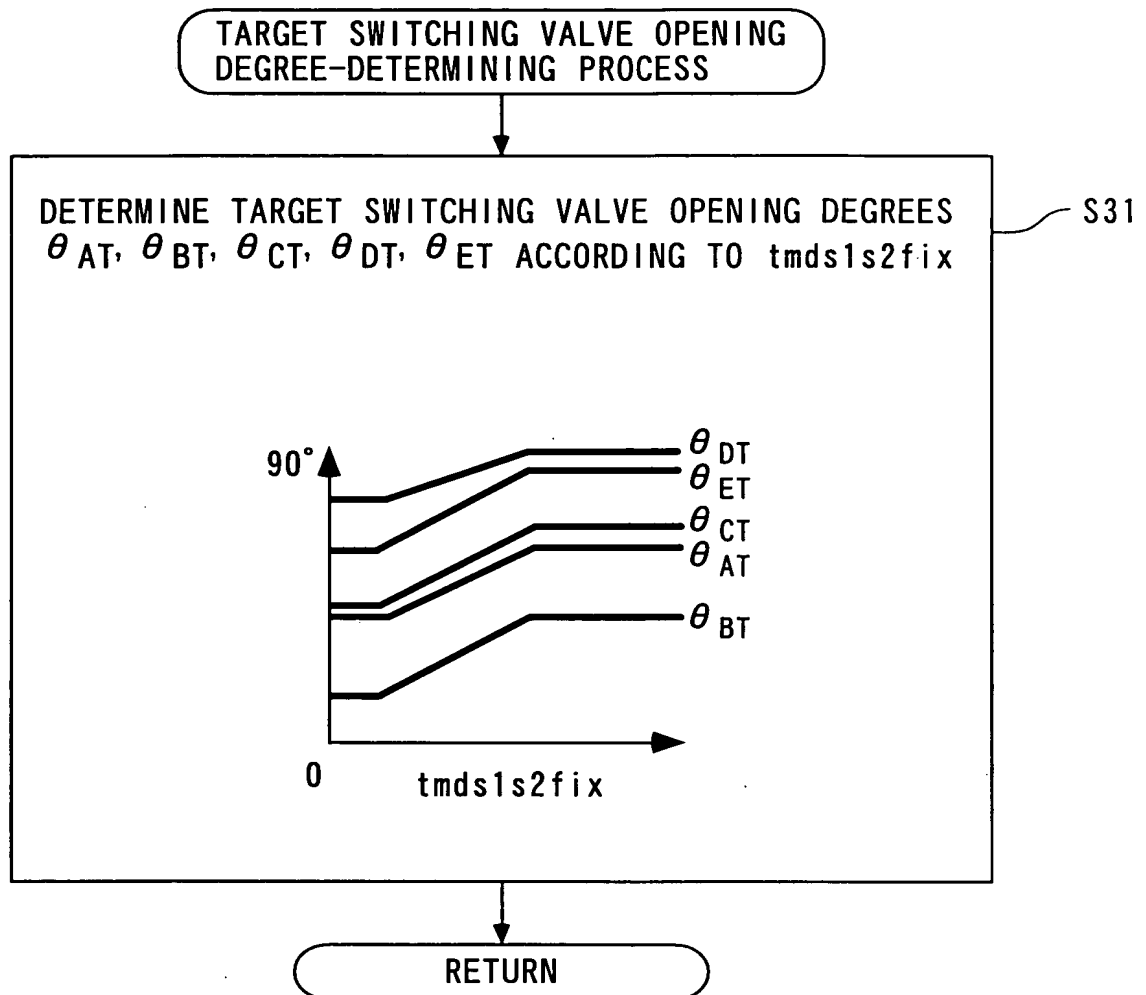 TARGET SWITCHING VALVE OPENING
DEGREE-DETERMINING PROCESS
DETERMINE TARGET SWITCHING VALVE OPENING DEGREES
θAT, θBT, θCT, θDT, θET ACCORDING TO tmds1s2fix
S31
90°
θDT
θET
θCT
θAT
θBT
0
tmds1s2fix
RETURN